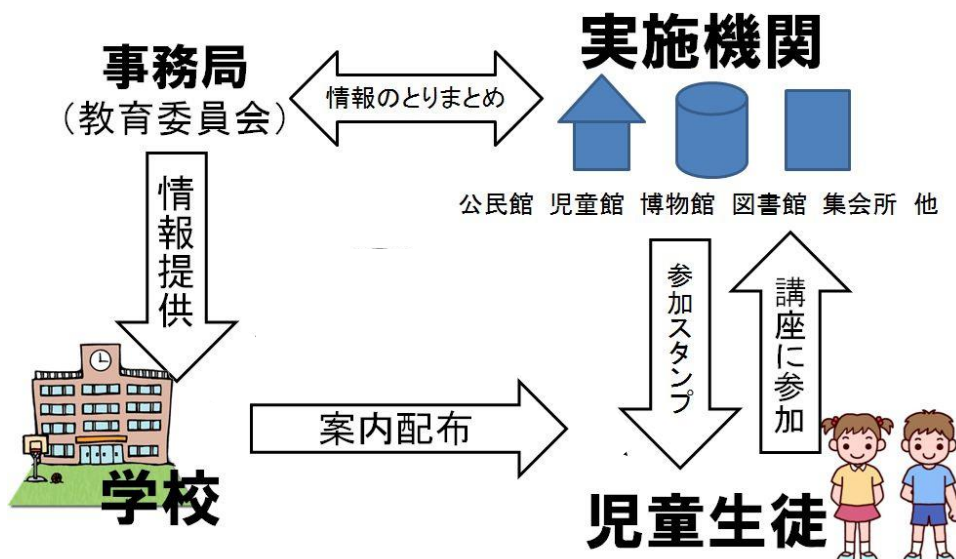 実施機関
事務局
(教育委員会)
情報のとりまとめ
公民館 児童館 博物館 図書館 集会所 他
情報提供
参加スタンプ
講座に参加
案内配布
学校
児童生徒